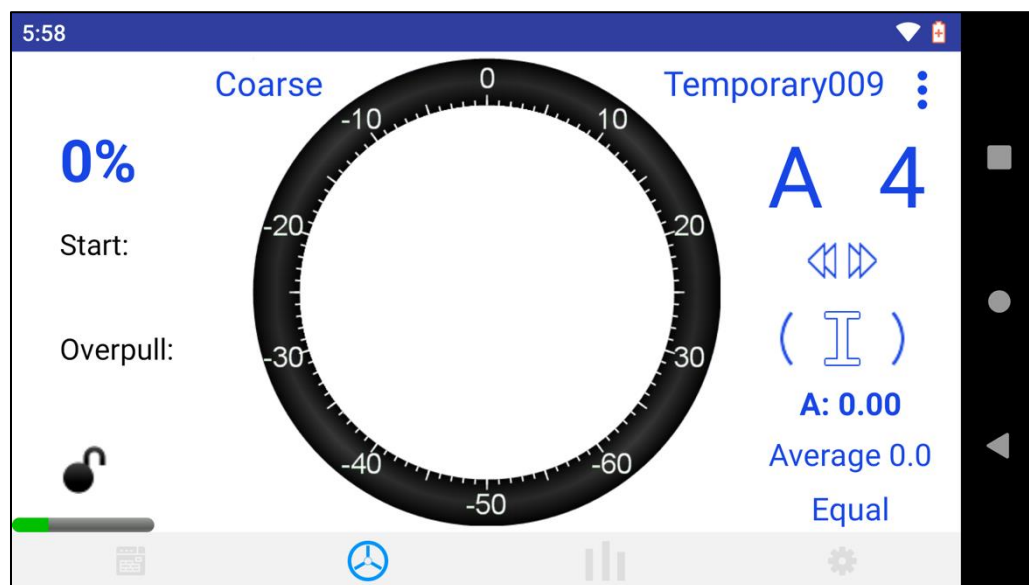 5:58
Coarse
Temporary009
0%
A 4
Start:
Overpull:
( I )
A: 0.00
Average 0.0
Equal
0
10
20
30
-60
-50
-40
-30
-20
-10